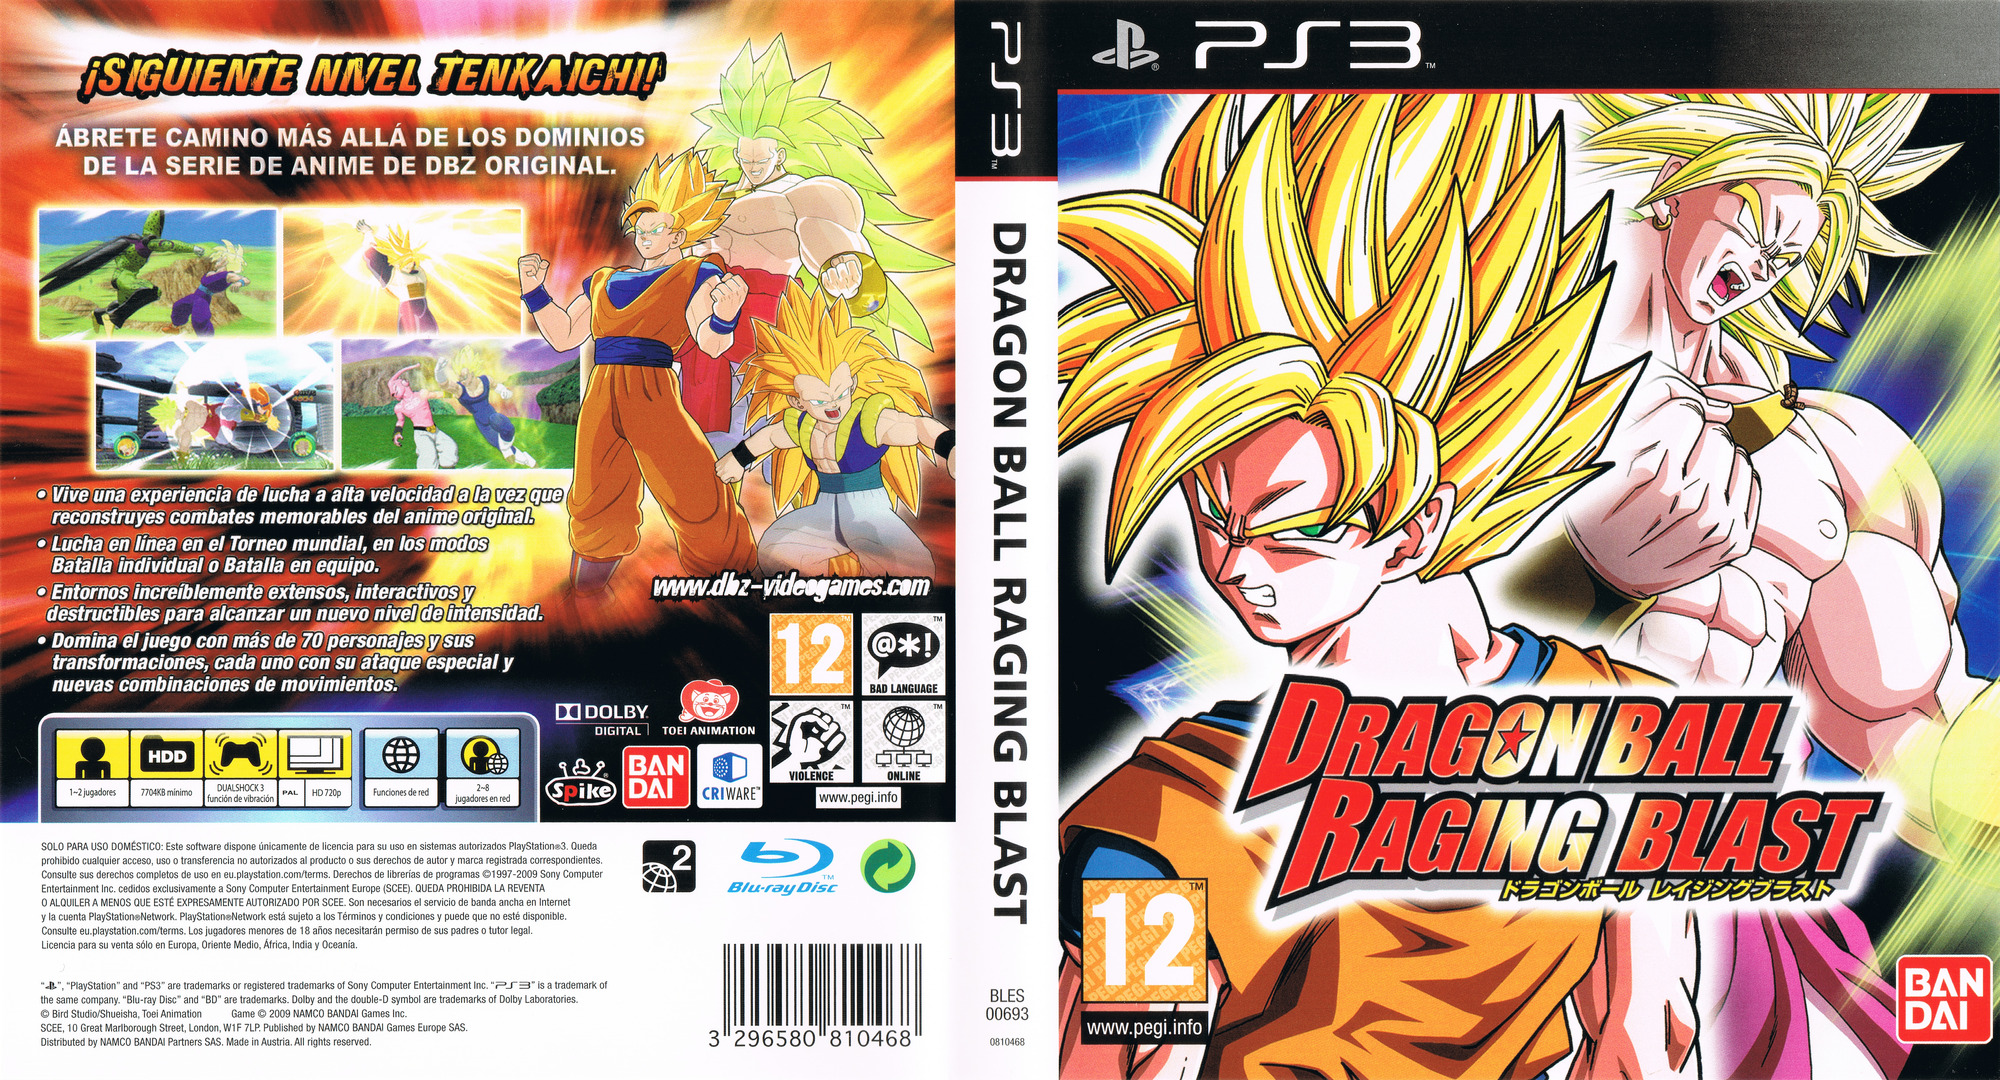 ¡SIGUIENTE NIVEL TENKAICHI!
ÁBRETE CAMINO MÁS ALLÁ DE LOS DOMINIOS
DE LA SERIE DE ANIME DE DBZ ORIGINAL.
• Vive una experiencia de lucha a alta velocidad a la vez que
reconstruyes combates memorables del anime original.
• Lucha en línea en el Torneo mundial, en los modos
Batalla individual o Batalla en equipo.
• Entornos increíblemente extensos, interactivos y
destructibles para alcanzar un nuevo nivel de intensidad.
• Domina el juego con más de 70 personajes y sus
transformaciones, cada uno con su ataque especial y
nuevas combinaciones de movimientos.
www.dbz-videogames.com
12
@*!
BAD LANGUAGE
VIOLENCE
ONLINE
www.pegi.info
DOLBY
DIGITAL
TOEI ANIMATION
Spike
BAN
DAI
CRIWARE™
HDD
1~2 jugadores
7704KB mínimo
DUALSHOCK 3
función de vibración
PAL
HD 720p
Funciones de red
2~8
jugadores en red
SOLO PARA USO DOMÉSTICO: Este software dispone únicamente de licencia para su uso en sistemas autorizados PlayStation®3. Queda
prohibido cualquier acceso, uso o transferencia no autorizados al producto o sus derechos de autor y marca registrada correspondientes.
Consulte sus derechos completos de uso en eu.playstation.com/terms. Derechos de librerías de programas ©1997-2009 Sony Computer
Entertainment Inc. cedidos exclusivamente a Sony Computer Entertainment Europe (SCEE). QUEDA PROHIBIDA LA REVENTA
O ALQUILER A MENOS QUE ESTÉ EXPRESAMENTE AUTORIZADO POR SCEE. Son necesarios el servicio de banda ancha en Internet
y la cuenta PlayStation®Network. PlayStation®Network está sujeto a los Términos y condiciones y puede que no esté disponible.
Consulte eu.playstation.com/terms. Los jugadores menores de 18 años necesitarán permiso de sus padres o tutor legal.
Licencia para su venta sólo en Europa, Oriente Medio, África, India y Oceanía.
2
Blu-ray Disc™
"PS", "PlayStation" and "PS3" are trademarks or registered trademarks of Sony Computer Entertainment Inc. "PS3" is a trademark of
the same company. "Blu-ray Disc" and "BD" are trademarks. Dolby and the double-D symbol are trademarks of Dolby Laboratories.
© Bird Studio/Shueisha, Toei Animation Game © 2009 NAMCO BANDAI Games Inc.
SCEE, 10 Great Marlborough Street, London, W1F 7LP. Published by NAMCO BANDAI Games Europe SAS.
Distributed by NAMCO BANDAI Partners SAS. Made in Austria. All rights reserved.
3 296580 810468
PS3™
DRAGON BALL RAGING BLAST
BLES
00693
0810468
PS3™
DRAGON BALL
RAGING BLAST
ドラゴンボール レイジングブラスト
12™
www.pegi.info
BAN
DAI